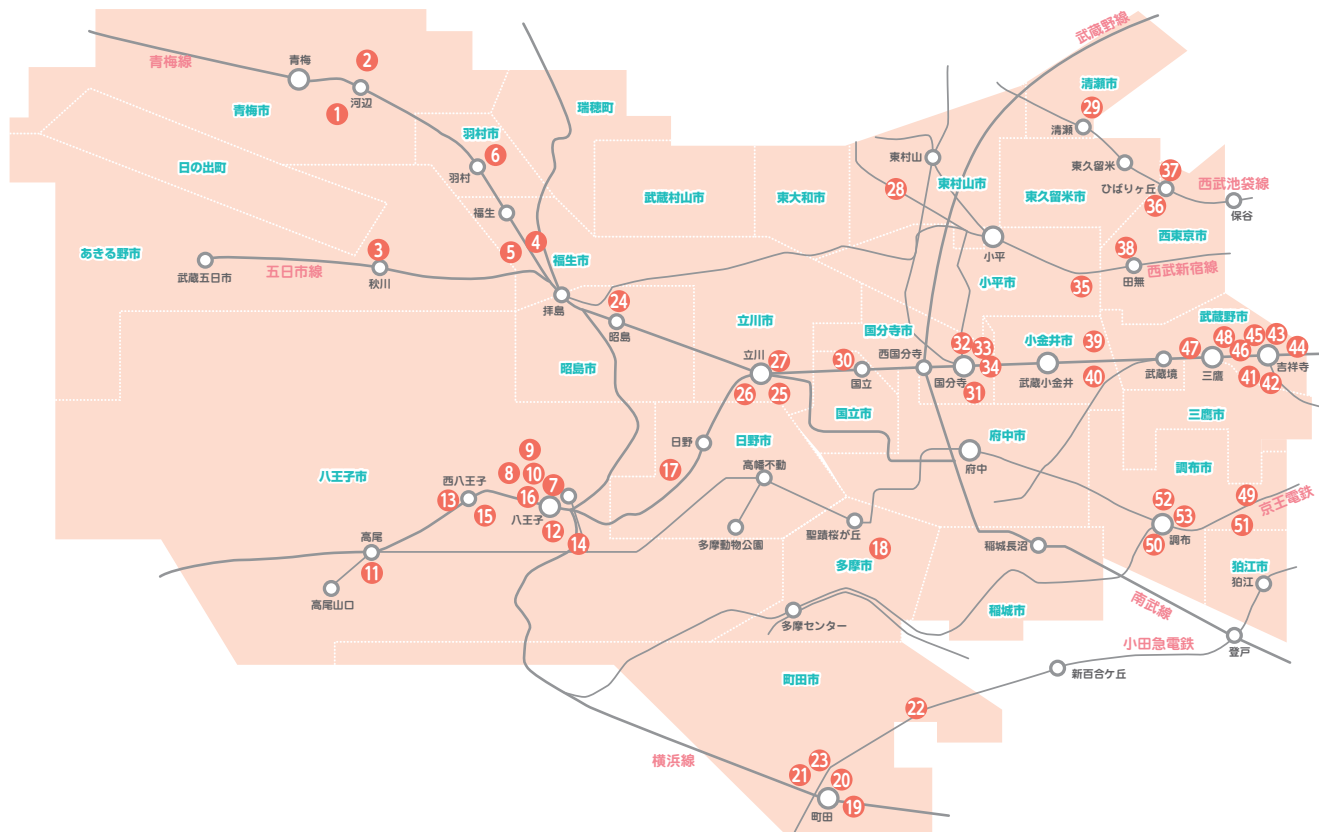 武蔵野線
青梅線
青梅
2
河辺
1
青梅市
清瀬市
29
清瀬
瑞穂町
羽村市
6
羽村
日の出町
東村山
28
東村山市
東久留米
37
ひばりヶ丘
36
西武池袋線
保谷
東久留米市
武蔵村山市
東大和市
福生
5
4
福生市
あきる野市
武蔵五日市
五日市線
3
秋川
西東京市
38
田無
西武新宿線
35
小平
小平市
拝島
24
昭島
立川市
国分寺市
西国分寺
32
33
34
国分寺
31
小金井市
39
武蔵小金井
40
武蔵野市
48
45
43
44
47
46
武蔵境
三鷹
41
42
吉祥寺
立川
27
26
25
30
国立
昭島市
国立市
三鷹市
日野
日野市
17
高幡不動
府中市
府中
調布市
八王子市
9
8
10
7
16
西八王子
13
15
八王子
12
14
52
53
49
京王電鉄
51
50
調布
多摩動物公園
聖蹟桜が丘
18
多摩市
稲城長沼
高尾
11
高尾山口
狛江市
狛江
多摩センター
稲城市
南武線
小田急電鉄
登戸
新百合ケ丘
町田市
22
横浜線
23
21
20
19
町田